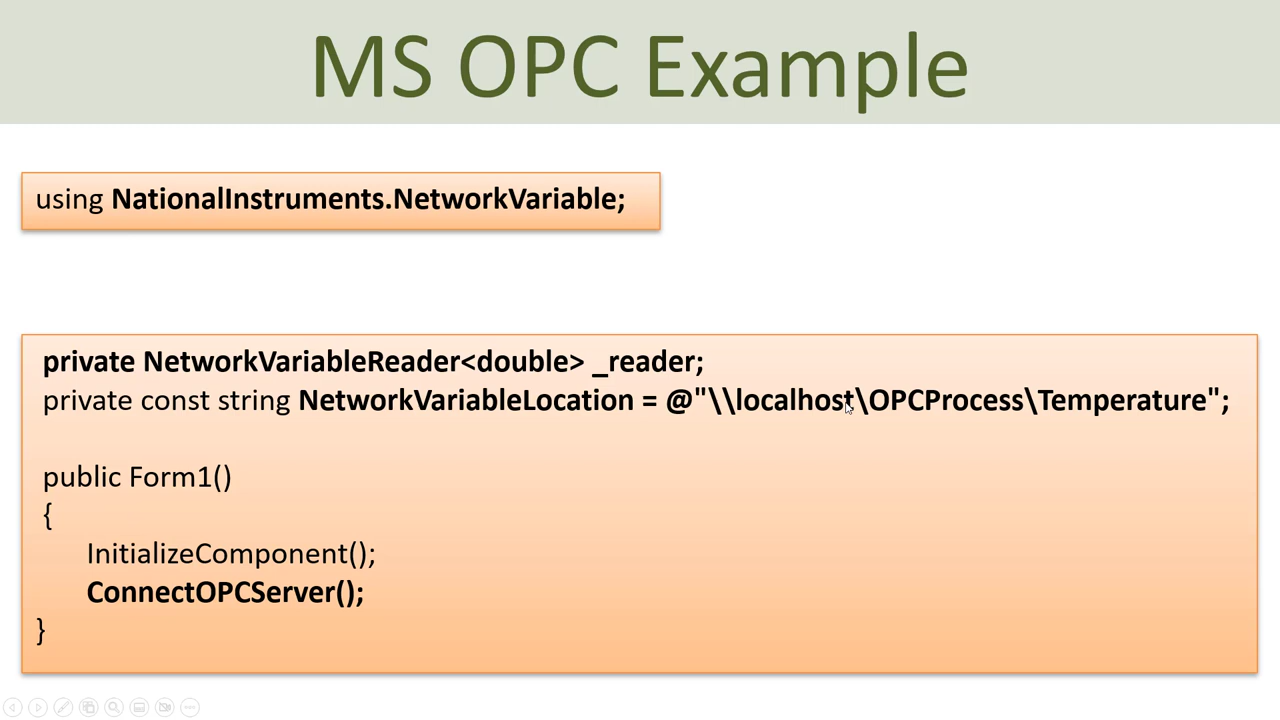 MS OPC Example
using NationalInstruments.NetworkVariable;
private NetworkVariableReader<double> _reader;
private const string NetworkVariableLocation = @"\\localhost\OPCProcess\Temperature";
public Form1()
{
InitializeComponent();
ConnectOPCServer();
}